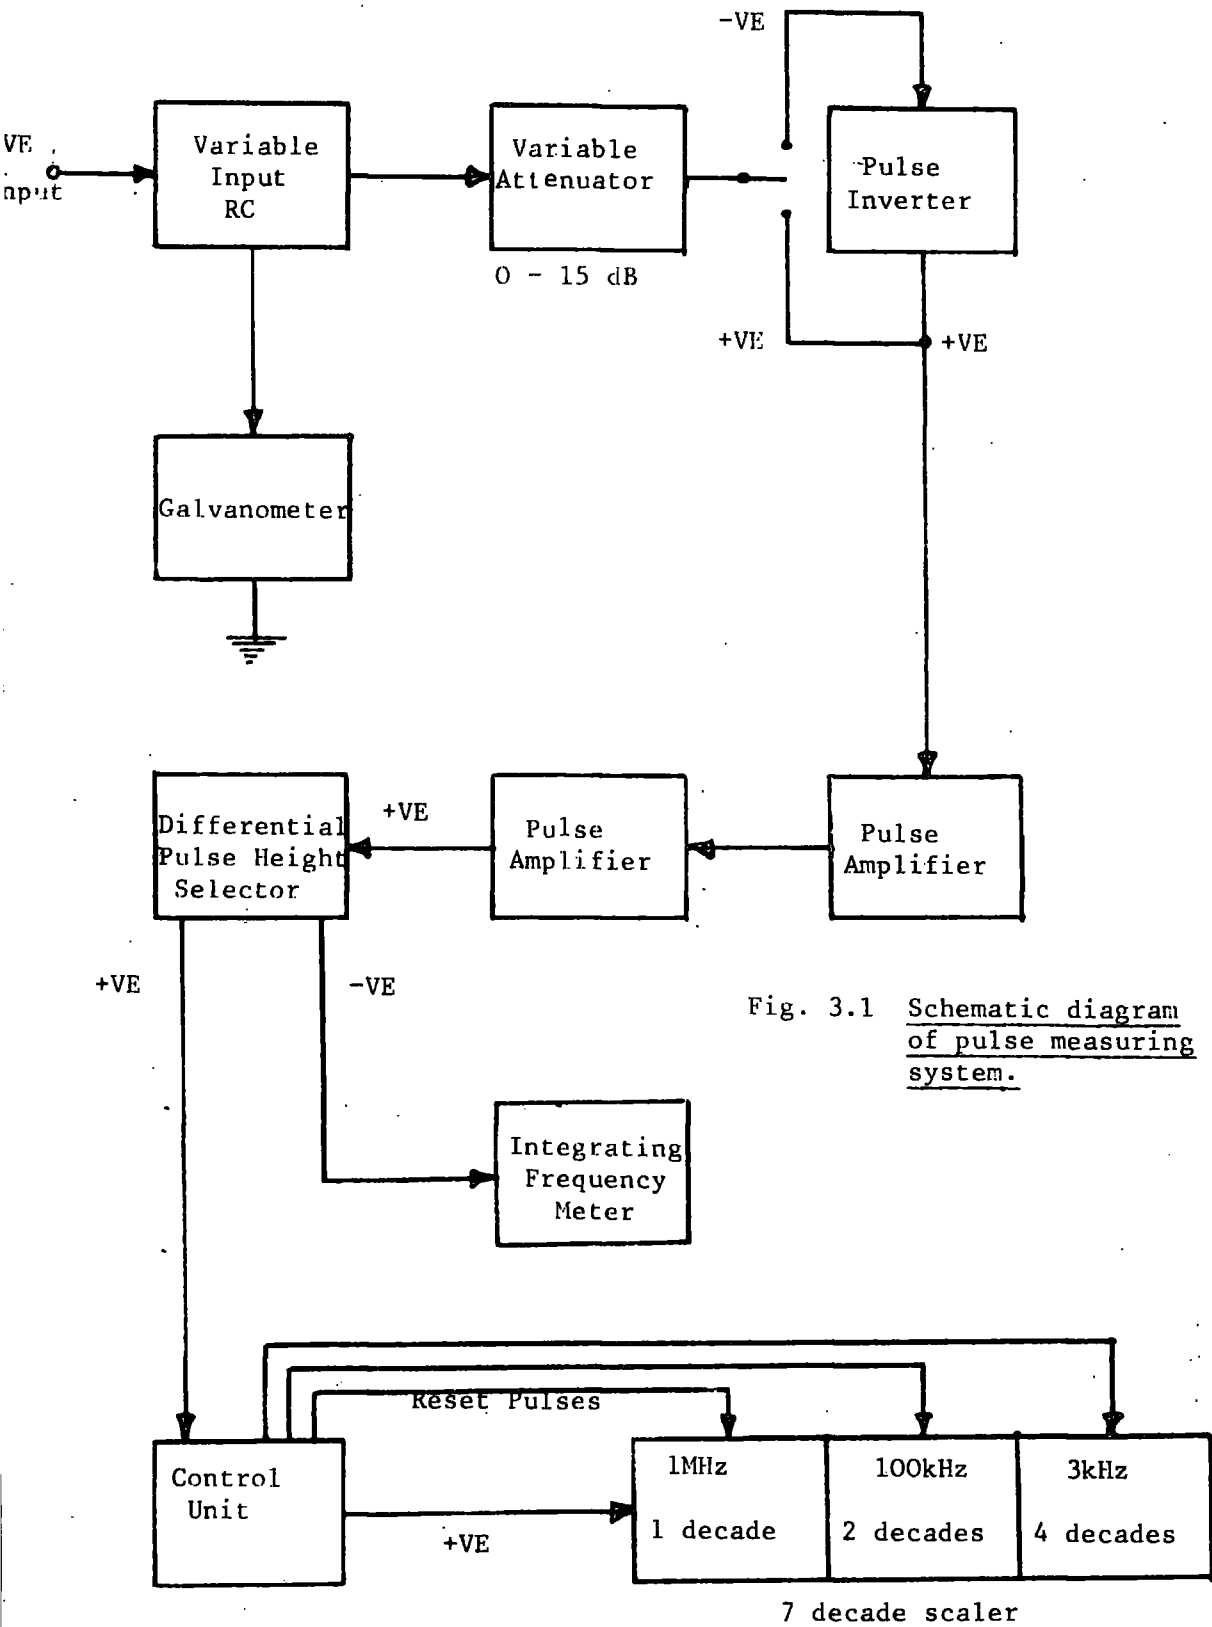 -VE
VE
Variable
Input
RC
Variable
Attenuator
Pulse
Inverter
0 - 15 dB
+VE
+VE
Galvanometer
Differential
Pulse Height
Selector
+VE
Pulse
Amplifier
Pulse
Amplifier
+VE
-VE
Fig. 3.1 Schematic diagram
of pulse measuring
system.
Integrating
Frequency
Meter
Reset Pulses
Control
Unit
+VE
1MHz
1 decade
100kHz
2 decades
3kHz
4 decades
7 decade scaler